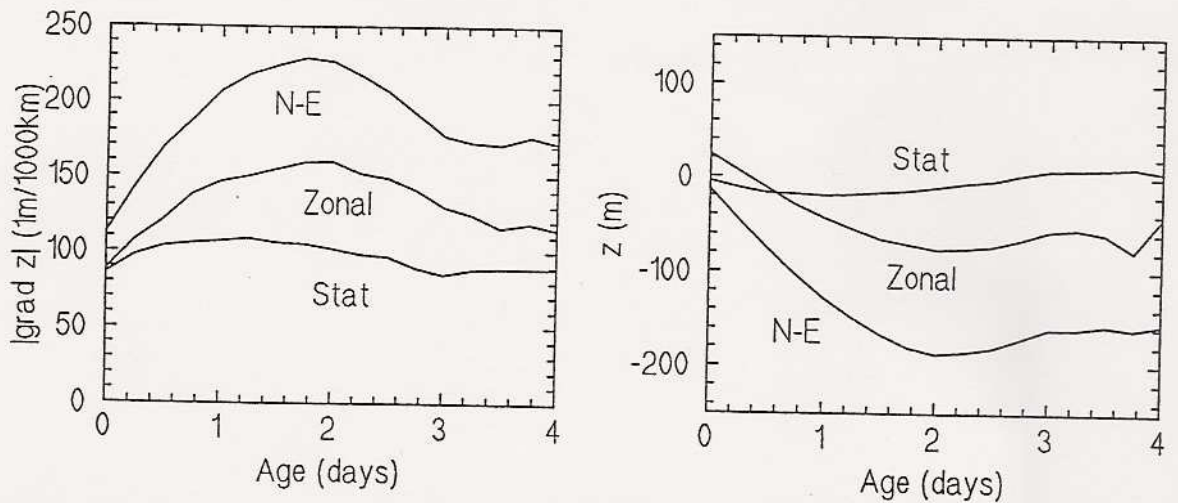 250
200
150
100
50
0
|grad z| (1m/1000km)
N-E
Zonal
Stat
0 1 2 3 4
Age (days)
100
0
-100
-200
z (m)
Stat
Zonal
N-E
0 1 2 3 4
Age (days)